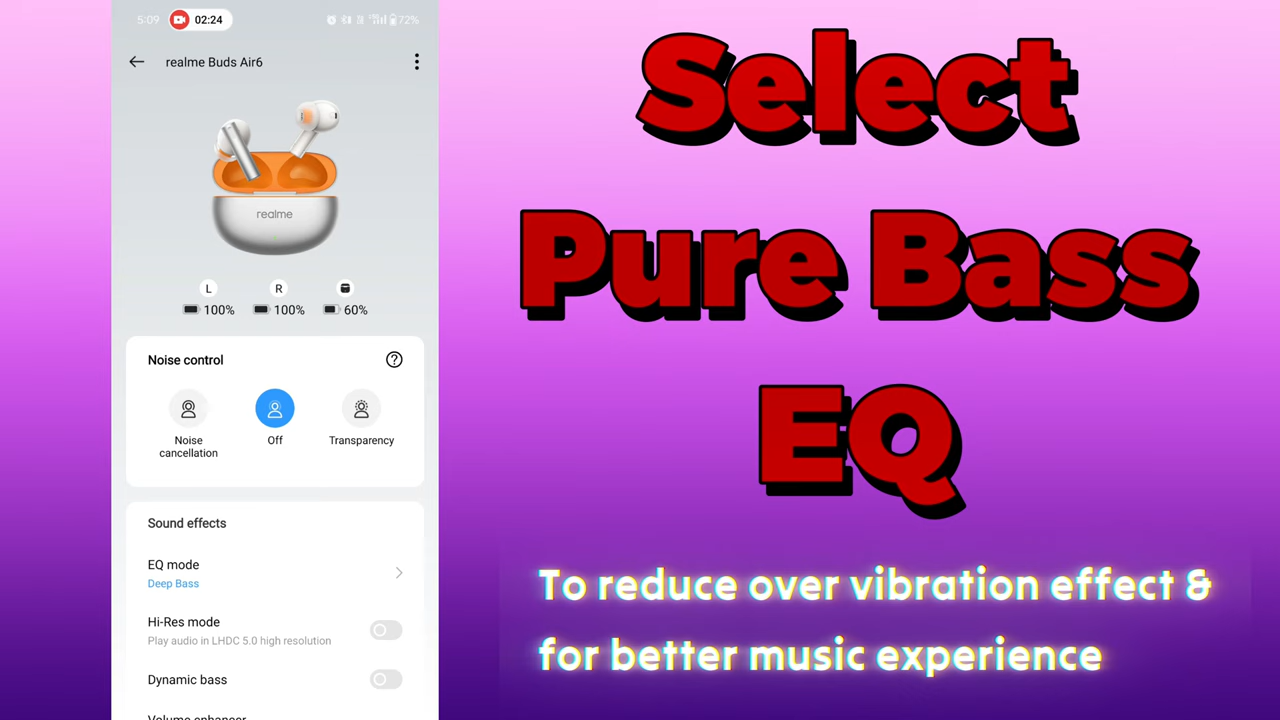 5:09 02:24 72%
realme Buds Air6
realme
L R
100% 100% 60%
Noise control
Noise cancellation
Off
Transparency
Sound effects
EQ mode
Deep Bass
Hi-Res mode
Play audio in LHDC 5.0 high resolution
Dynamic bass
Volume enhancer
Select
Pure Bass
EQ
To reduce over vibration effect &
for better music experience